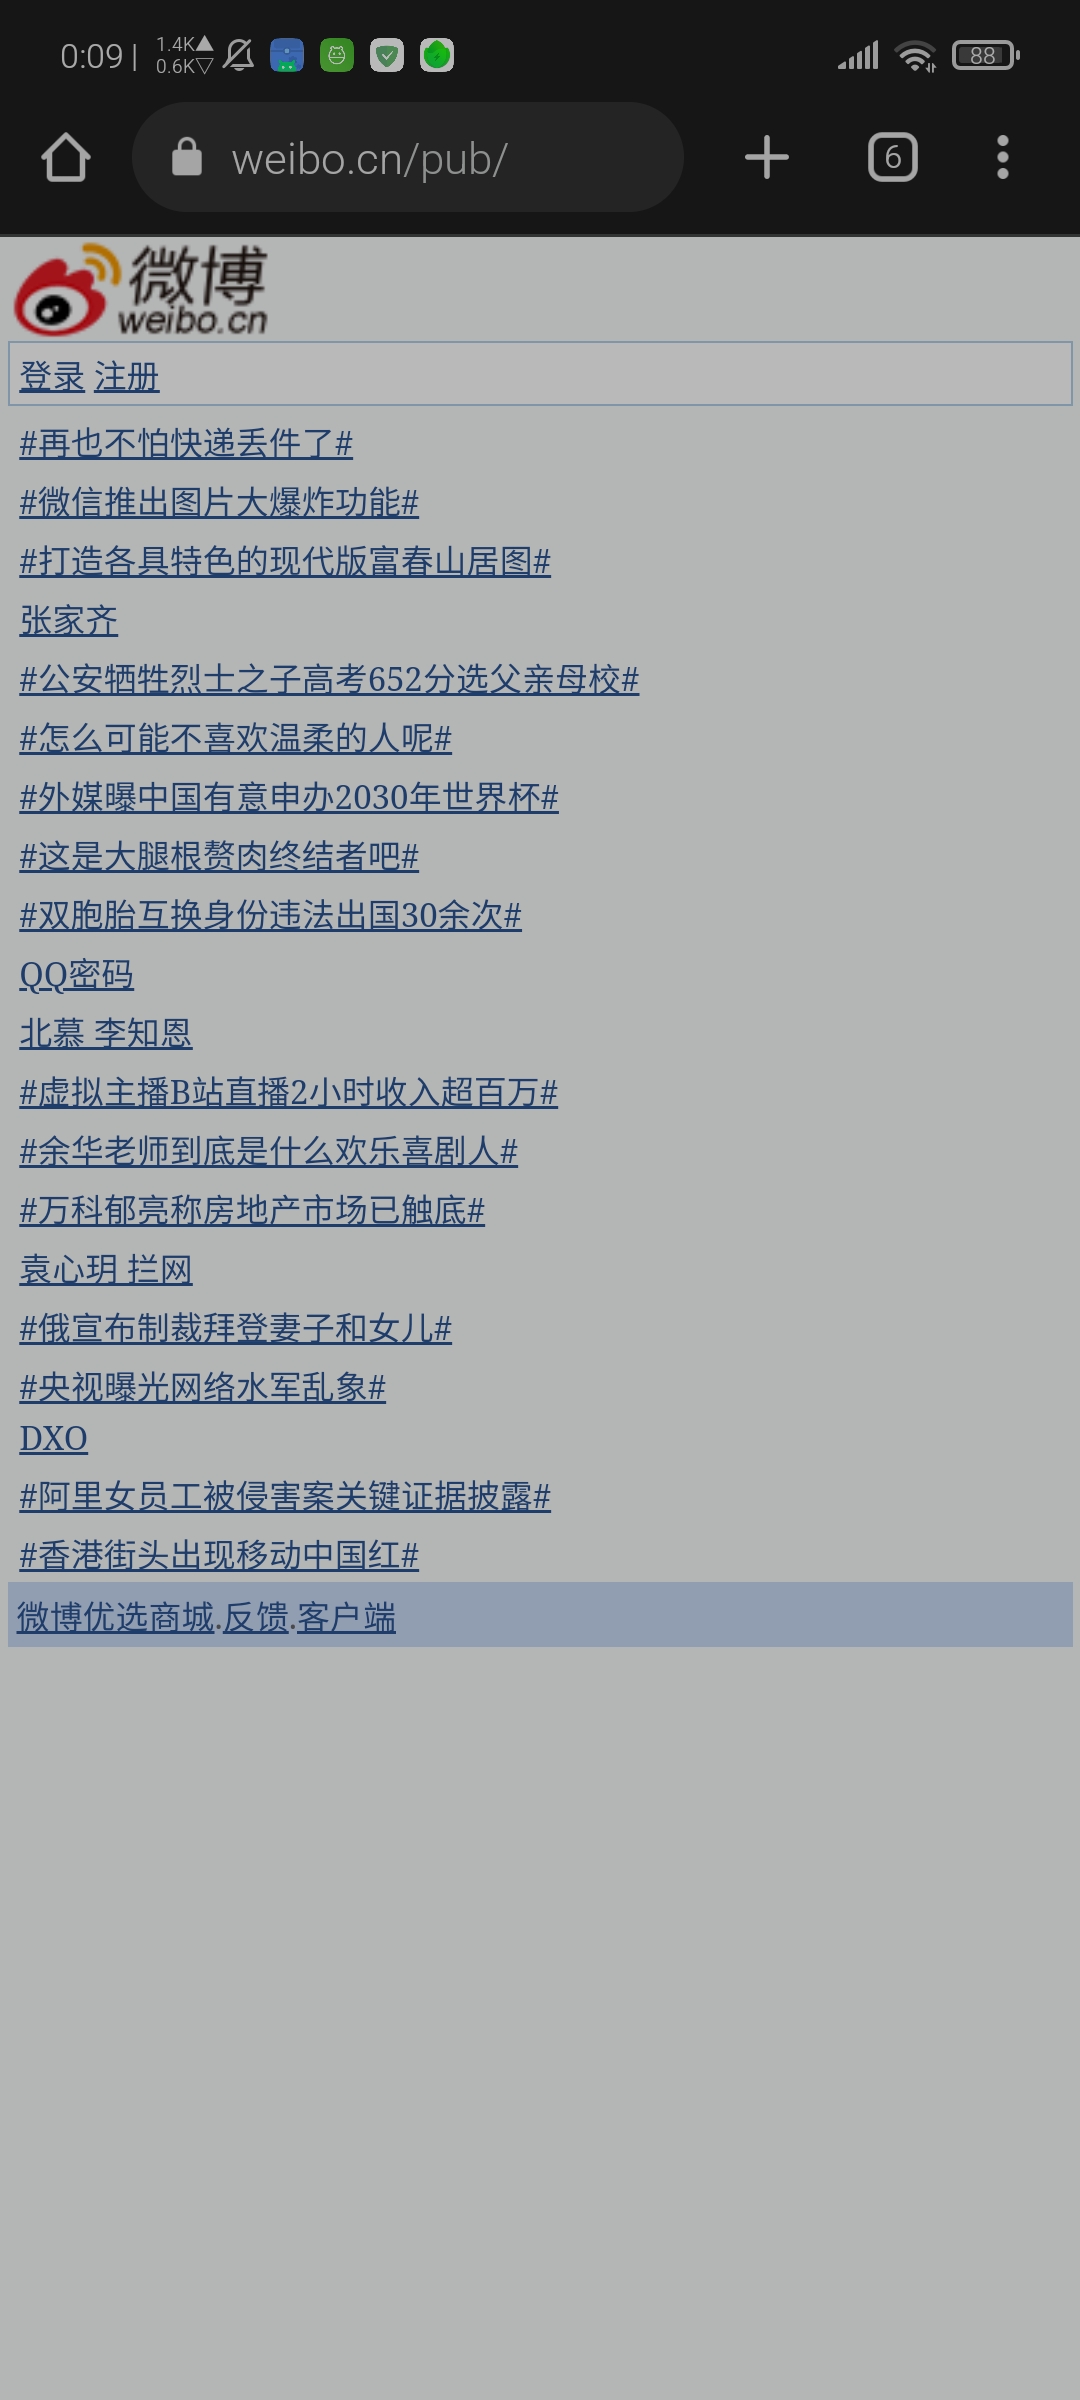 0:09 | 1.4K▲ 0.6K▽ 88
weibo.cn/pub/ 6
微博
weibo.cn
登录 注册
#再也不怕快递丢件了#
#微信推出图片大爆炸功能#
#打造各具特色的现代版富春山居图#
张家齐
#公安牺牲烈士之子高考652分选父亲母校#
#怎么可能不喜欢温柔的人呢#
#外媒曝中国有意申办2030年世界杯#
#这是大腿根赘肉终结者吧#
#双胞胎互换身份违法出国30余次#
QQ密码
北慕 李知恩
#虚拟主播B站直播2小时收入超百万#
#余华老师到底是什么欢乐喜剧人#
#万科郁亮称房地产市场已触底#
袁心玥 拦网
#俄宣布制裁拜登妻子和女儿#
#央视曝光网络水军乱象#
DXO
#阿里女员工被侵害案关键证据披露#
#香港街头出现移动中国红#
微博优选商城.反馈.客户端